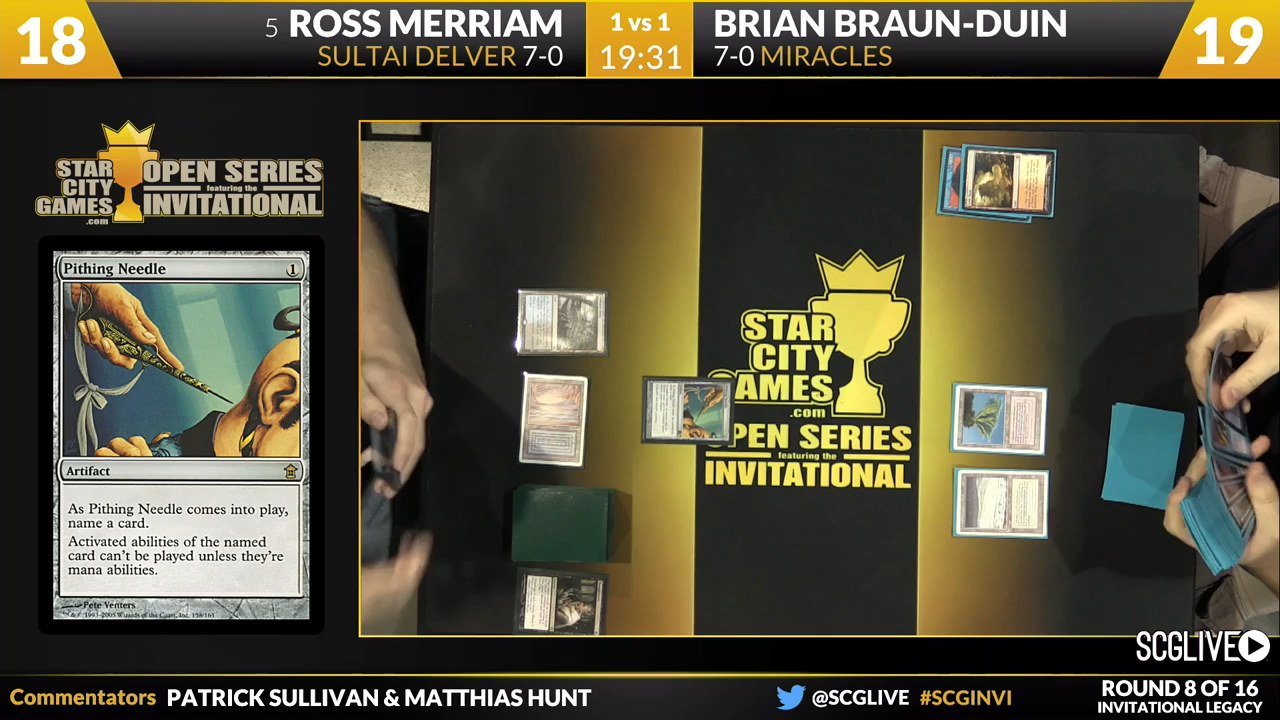 18
5 ROSS MERRIAM
SULTAI DELVER 7-0
1 vs 1
19:31
BRIAN BRAUN-DUIN
7-0 MIRACLES
19
STAR
CITY
GAMES
.com
OPEN SERIES
featuring the
INVITATIONAL
Pithing Needle 1
Artifact
As Pithing Needle comes into play,
name a card.
Activated abilities of the named
card can't be played unless they're
mana abilities.
Pete Venters
STAR
CITY
GAMES
.com
OPEN SERIES
featuring the
INVITATIONAL
SCGLIVE
Commentators PATRICK SULLIVAN & MATTHIAS HUNT
@SCGLIVE #SCGINVI
ROUND 8 OF 16
INVITATIONAL LEGACY